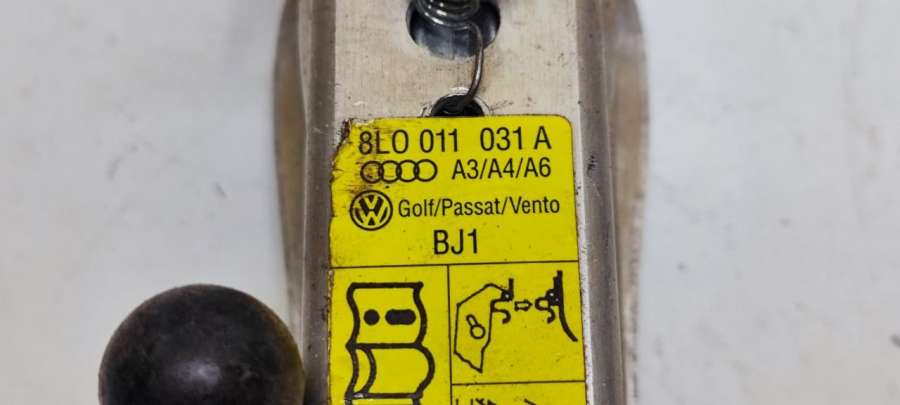 8L0 011 031 A
A3/A4/A6
Golf/Passat/Vento
BJ1